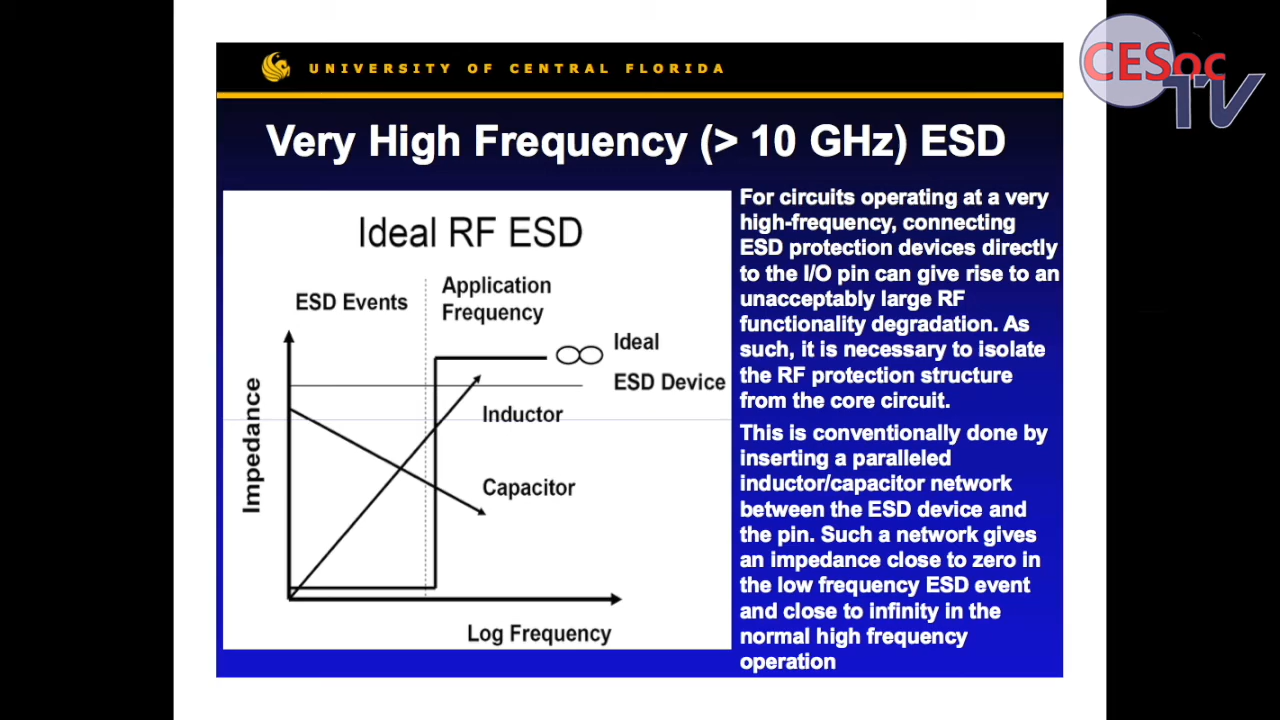 CESoc
TV
UNIVERSITY OF CENTRAL FLORIDA
Very High Frequency (> 10 GHz) ESD
Ideal RF ESD
ESD Events
Application
Frequency
Ideal
ESD Device
Inductor
Capacitor
Impedance
Log Frequency
For circuits operating at a very
high-frequency, connecting
ESD protection devices directly
to the I/O pin can give rise to an
unacceptably large RF
functionality degradation. As
such, it is necessary to isolate
the RF protection structure
from the core circuit.
This is conventionally done by
inserting a paralleled
inductor/capacitor network
between the ESD device and
the pin. Such a network gives
an impedance close to zero in
the low frequency ESD event
and close to infinity in the
normal high frequency
operation